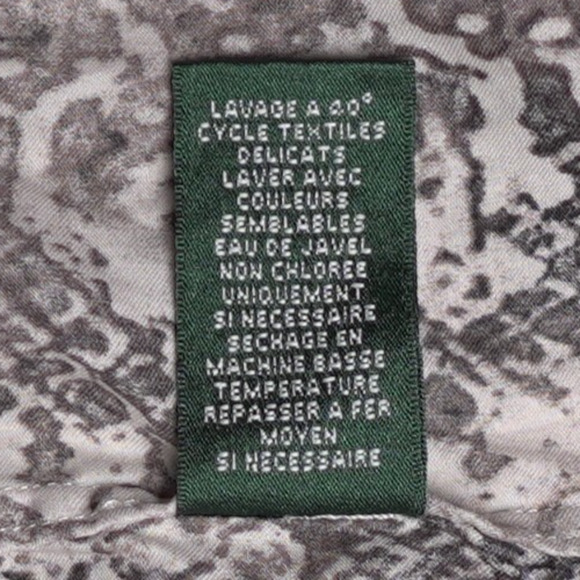 LAVAGE A 40°
CYCLE TEXTILES
DELICATS
LAVER AVEC
COULEURS
SEMBLABLES
EAU DE JAVEL
NON CHLOREE
UNIQUEMENT
SI NECESSAIRE
SECHAGE EN
MACHINE BASSE
TEMPERATURE
REPASSER A FER
MOYEN
SI NECESSAIRE